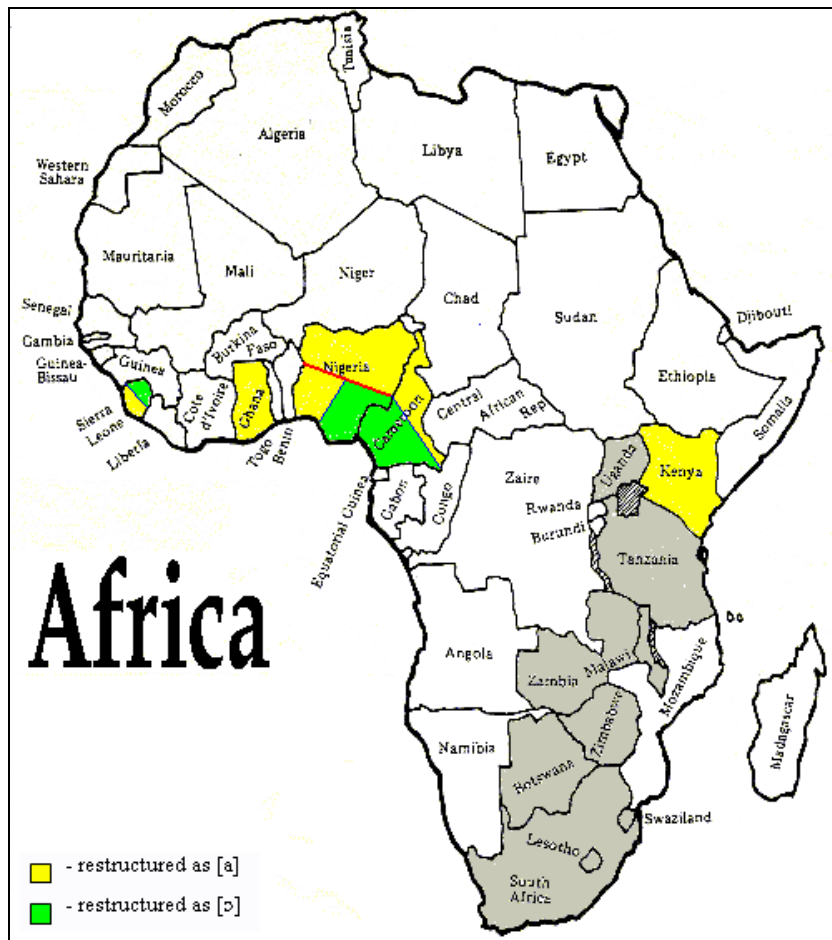 Tunisia
Morocco
Algeria
Libya
Egypt
Western
Sahara
Mauritania
Mali
Niger
Chad
Sudan
Senegal
Gambia
Guinea-
Bissau
Guinea
Burkina
Faso
Djibouti
Nigeria
Ethiopia
Sierra
Leone
Liberia
Cote
d'Ivoire
Ghana
Togo
Benin
Cameroon
Central
African Rep
Somalia
Equatorial Guinea
Gabon
Congo
Zaire
Uganda
Kenya
Rwanda
Burundi
Tanzania
Africa
Angola
Zambia
Malawi
Mozambique
Madagascar
Namibia
Zimbabwe
Botswana
Swaziland
Lesotho
South
Africa
- restructured as [a]
- restructured as [ɔ]